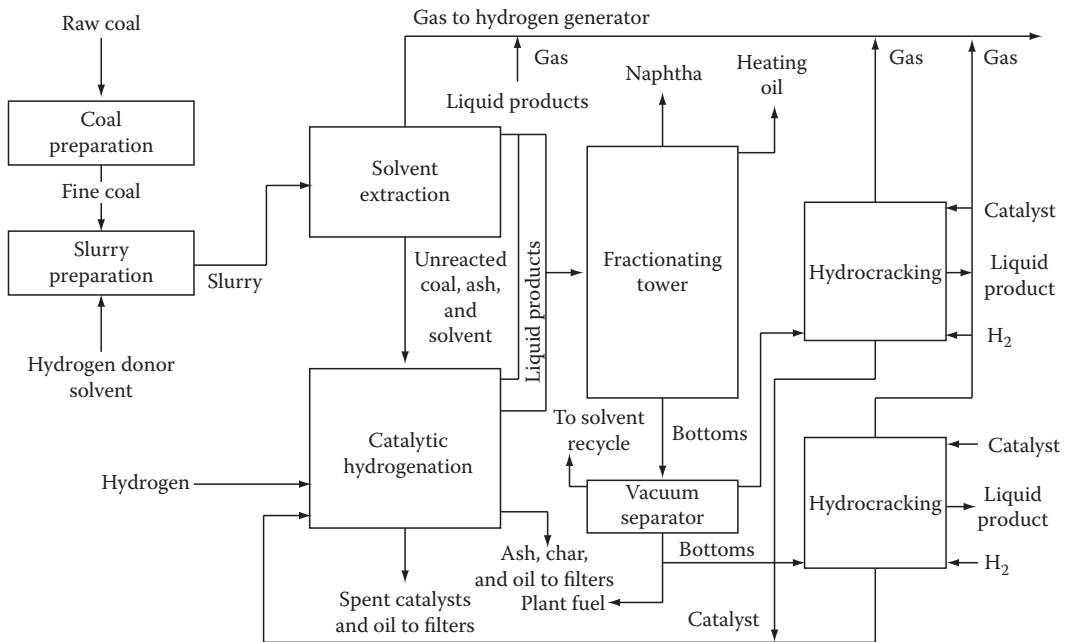 Raw coal
Coal
preparation
Fine coal
Slurry
preparation
Hydrogen donor
solvent
Slurry
Gas to hydrogen generator
Gas
Liquid products
Solvent
extraction
Unreacted
coal, ash,
and
solvent
Liquid products
Catalytic
hydrogenation
Hydrogen
Spent catalysts
and oil to filters
Ash, char,
and oil to filters
Naphtha
Heating
oil
Fractionating
tower
Bottoms
To solvent
recycle
Vacuum
separator
Bottoms
Plant fuel
Gas
Gas
Hydrocracking
Catalyst
Liquid
product
H2
Hydrocracking
Catalyst
Liquid
product
H2
Catalyst